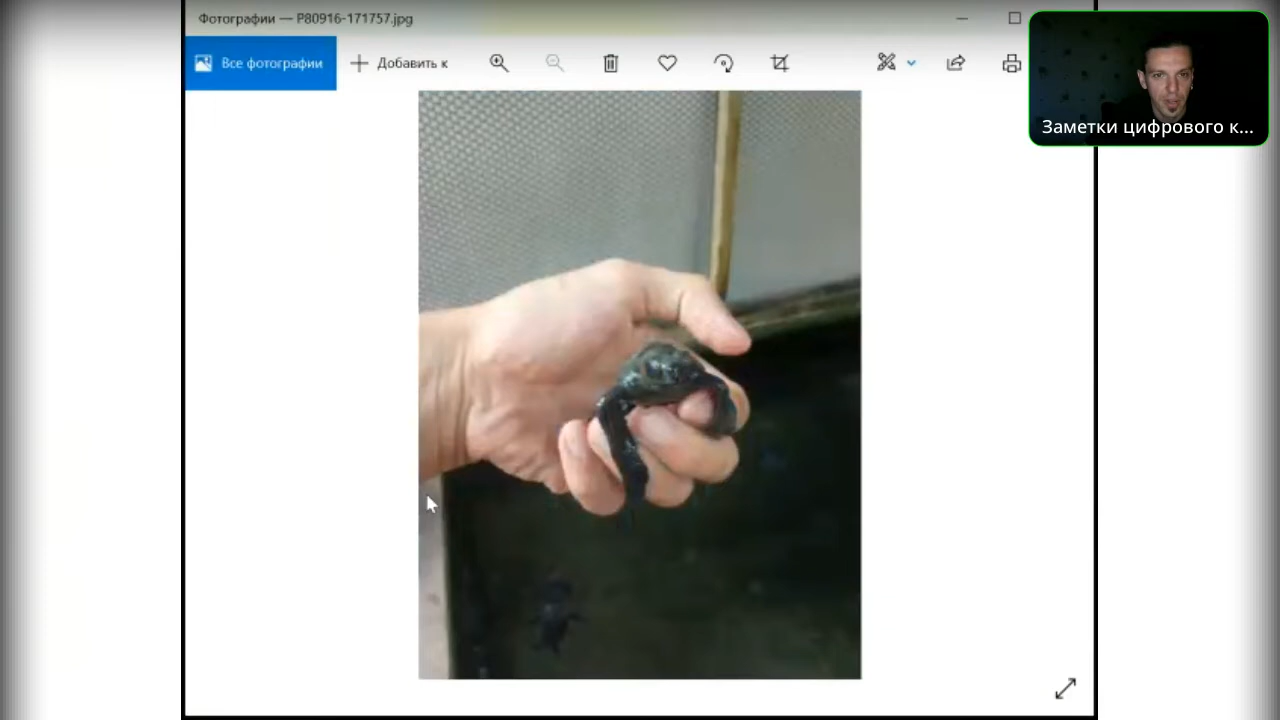 Фотографии — P80916-171757.jpg
Все фотографии
Добавить к
Заметки цифрового к...